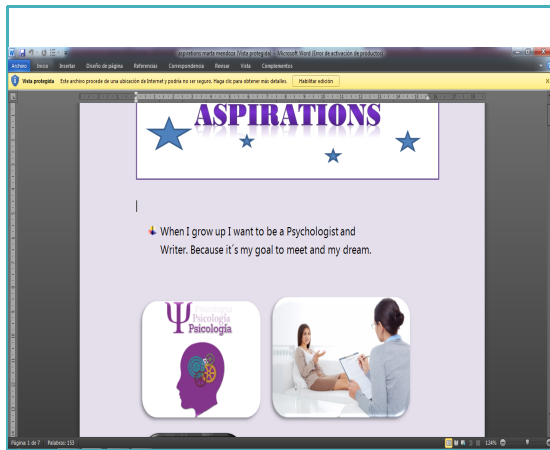 aspirations marta mendoza [Vista protegida] - Microsoft Word (Error de activación de productos)
Archivo Inicio Insertar Diseño de página Referencias Correspondencia Revisar Vista Complementos
Vista protegida Este archivo procede de una ubicación de Internet y podría no ser seguro. Haga clic para obtener más detalles. Habilitar edición
ASPIRATIONS
When I grow up I want to be a Psychologist and
Writer. Because it´s my goal to meet and my dream.
Psicología
Psicología
Página: 1 de 7 Palabras: 153 124%